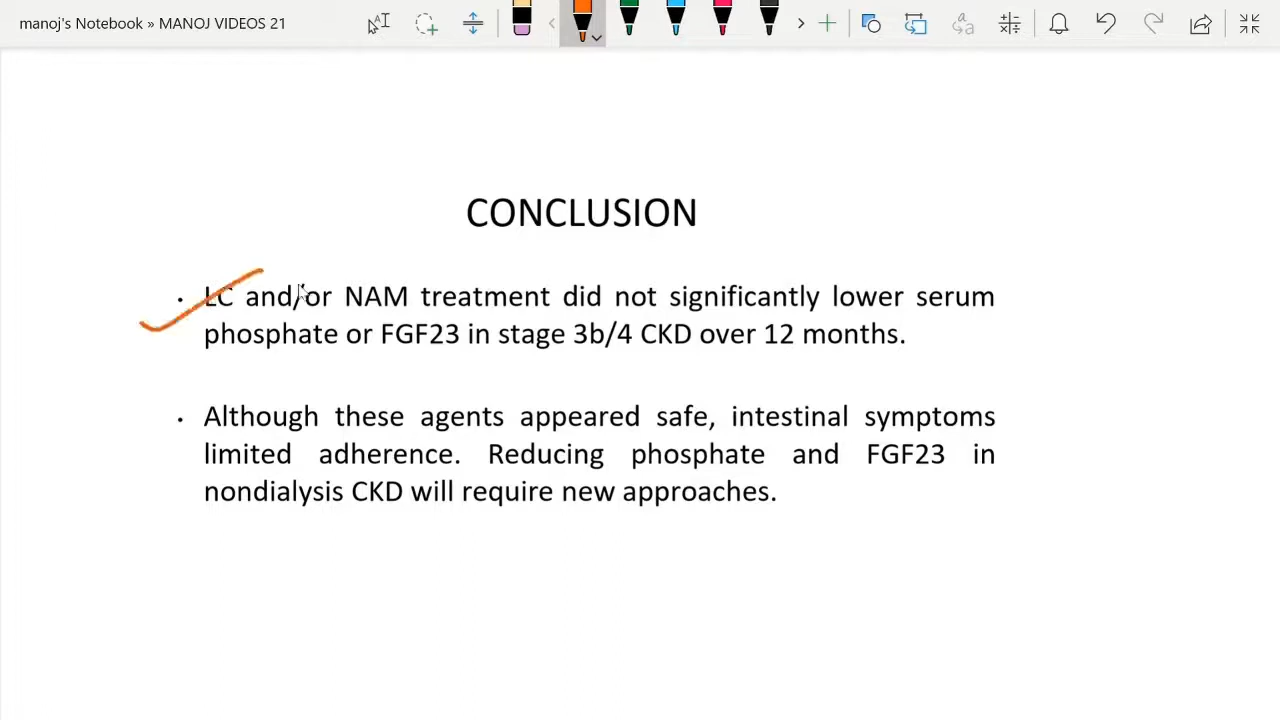 manoj's Notebook » MANOJ VIDEOS 21
CONCLUSION
• LC and/or NAM treatment did not significantly lower serum
phosphate or FGF23 in stage 3b/4 CKD over 12 months.
• Although these agents appeared safe, intestinal symptoms
limited adherence. Reducing phosphate and FGF23 in
nondialysis CKD will require new approaches.